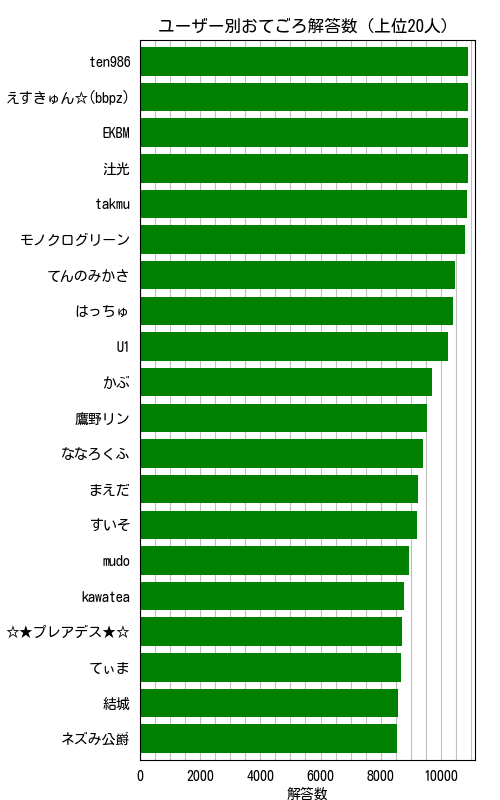 ユーザー別おてごろ解答数 (上位20人)
ten986
えすきゅん☆(bbpz)
EKBM
汢光
takmu
モノクログリーン
てんのみかさ
はっちゅ
U1
かぶ
鷹野リン
ななろくふ
まえだ
すいそ
mudo
kawatea
☆★プレアデス★☆
てぃま
結城
ネズみ公爵
0 2000 4000 6000 8000 10000
解答数